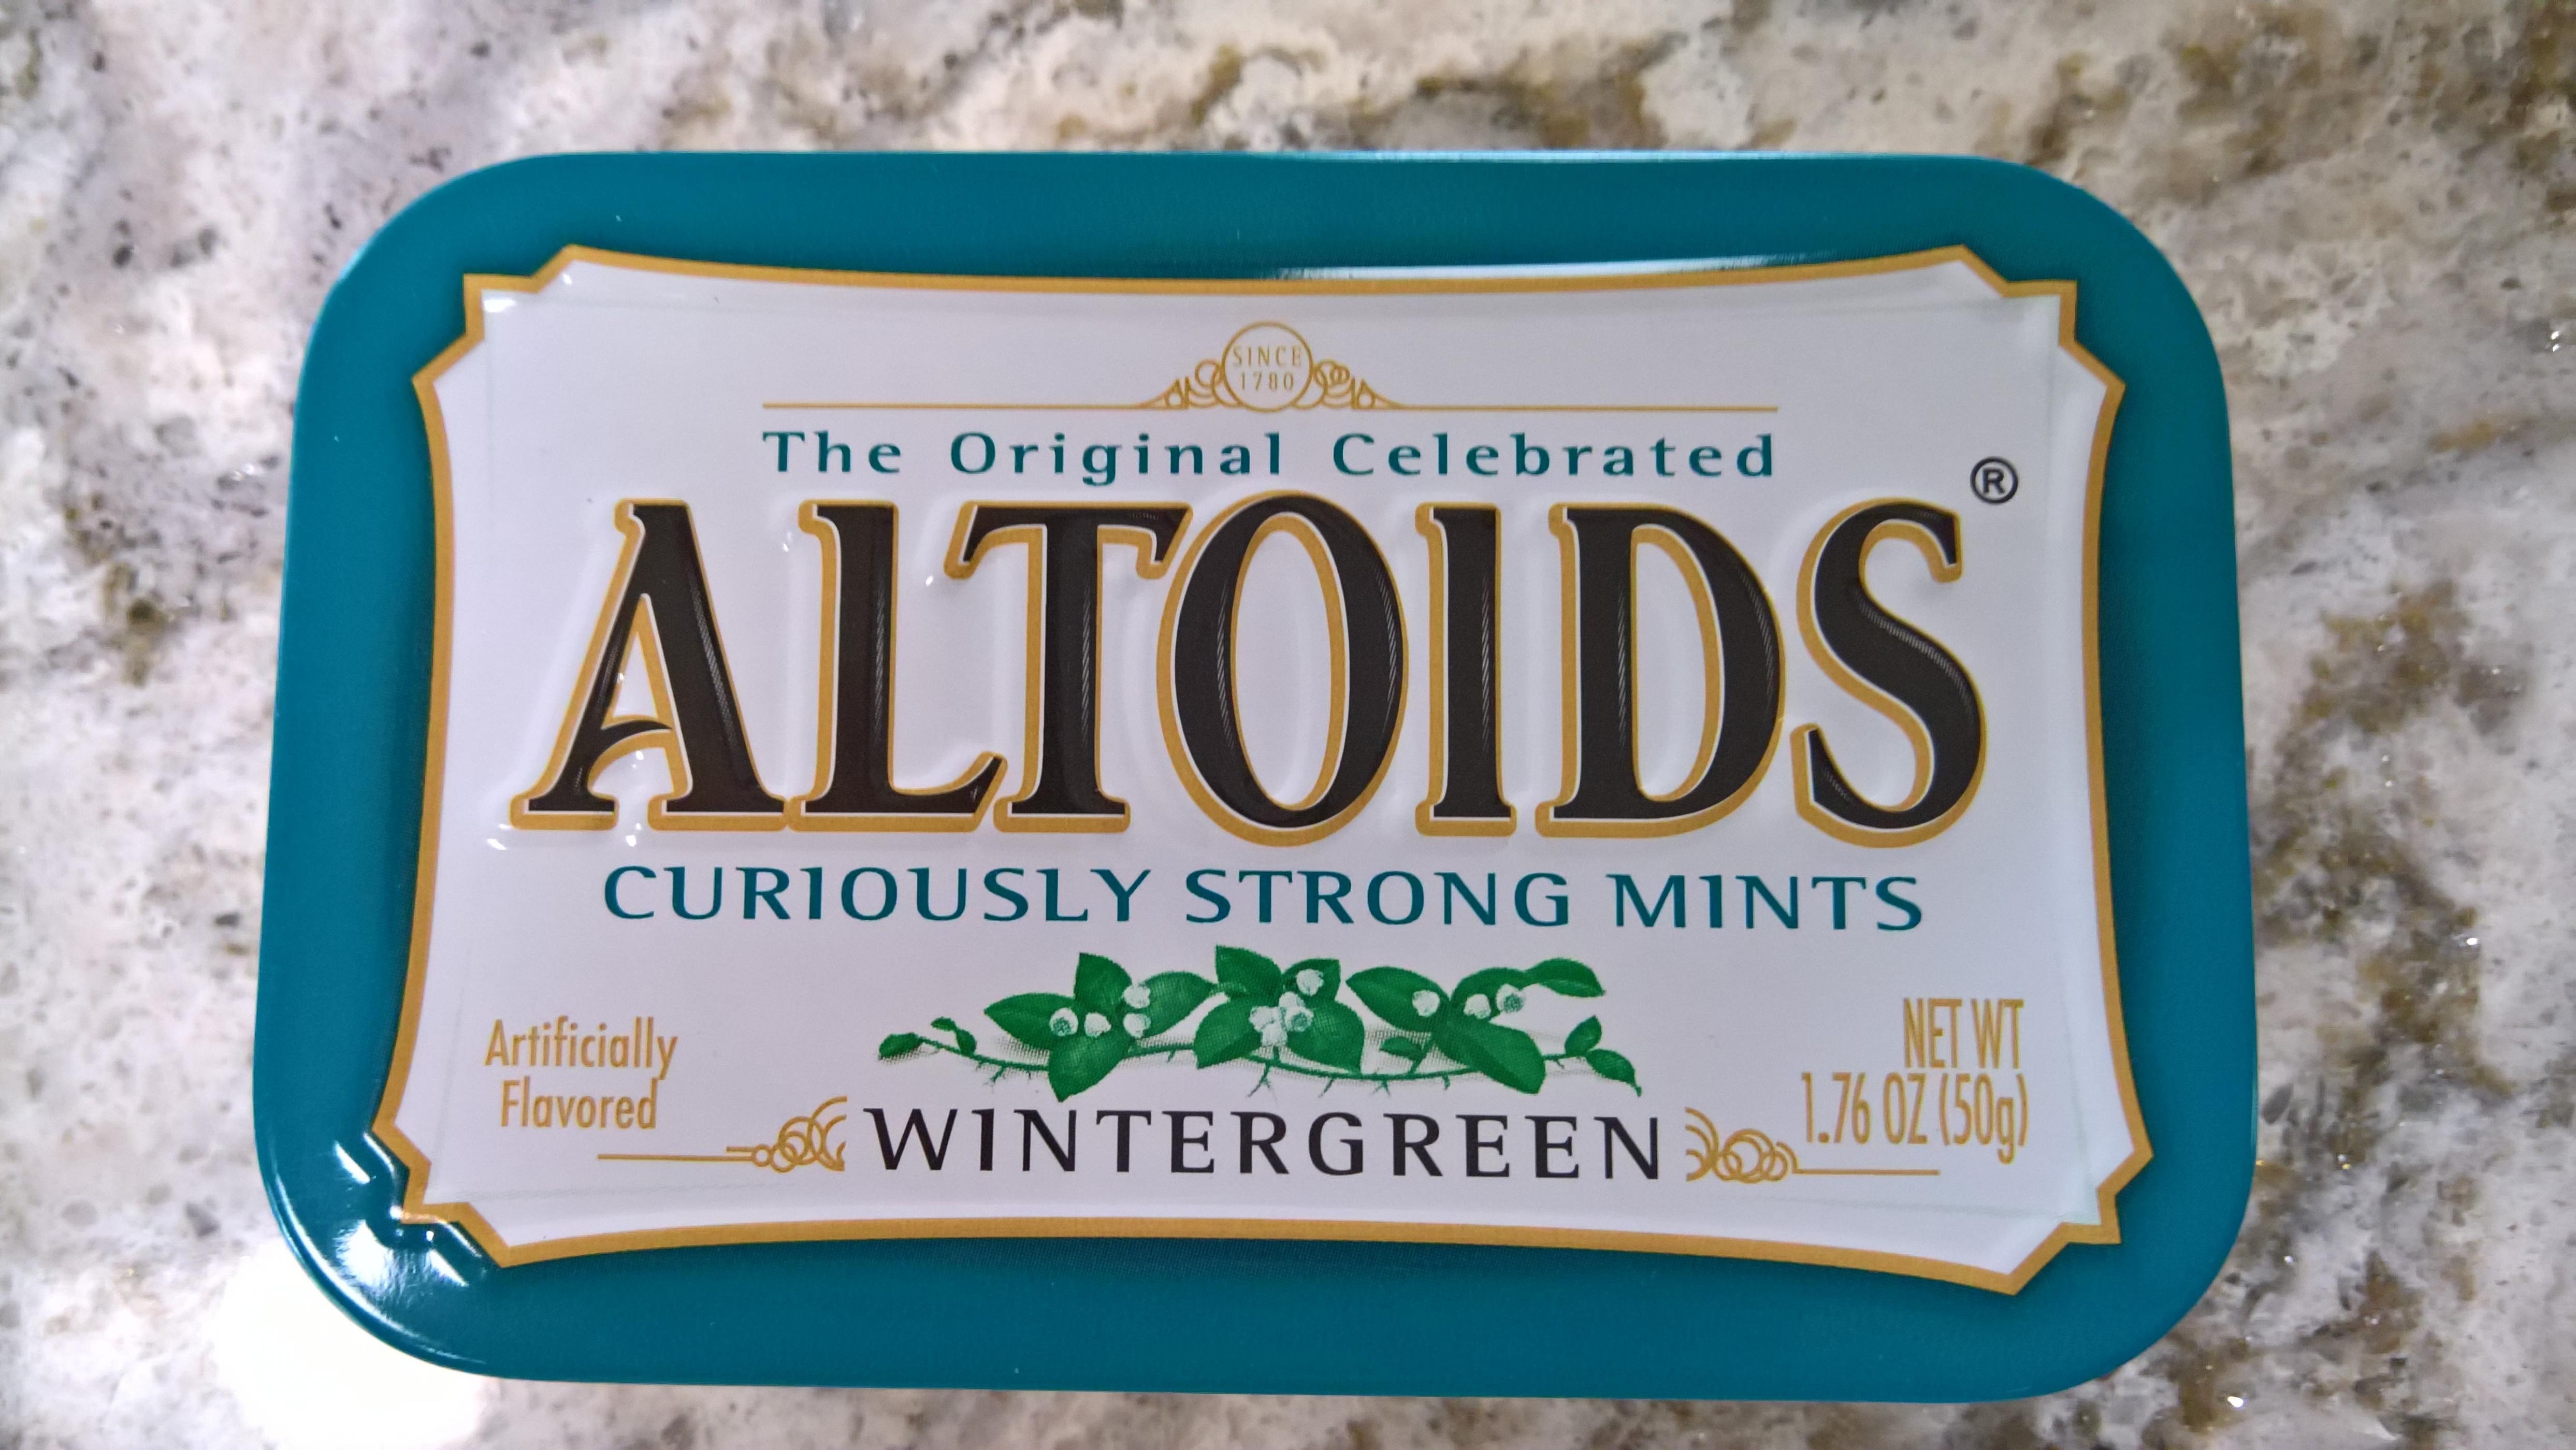 SINCE
1780
The Original Celebrated
ALTOIDS®
CURIOUSLY STRONG MINTS
Artificially
Flavored
WINTERGREEN
NET WT
1.76 OZ (50g)